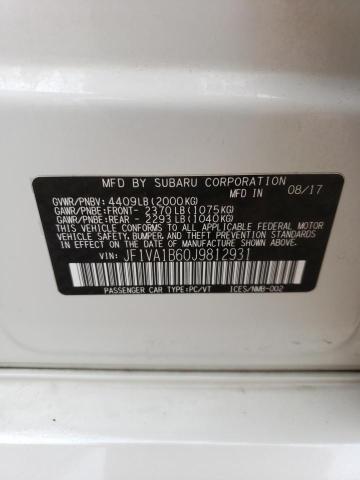 MFD BY SUBARU CORPORATION
MFD IN 08/17
GVWR/PNBV: 4409LB(2000KG)
GAWR/PNBE:FRONT- 2370LB(1075KG)
GAWR/PNBE:REAR - 2293LB(1040KG)
THIS VEHICLE CONFORMS TO ALL APPLICABLE FEDERAL MOTOR
VEHICLE SAFETY, BUMPER, AND THEFT PREVENTION STANDARDS
IN EFFECT ON THE DATE OF MANUFACTURE SHOWN ABOVE.
VIN: JF1VA1B60J9812931
PASSENGER CAR TYPE:PC/VT ICES/NMB-002